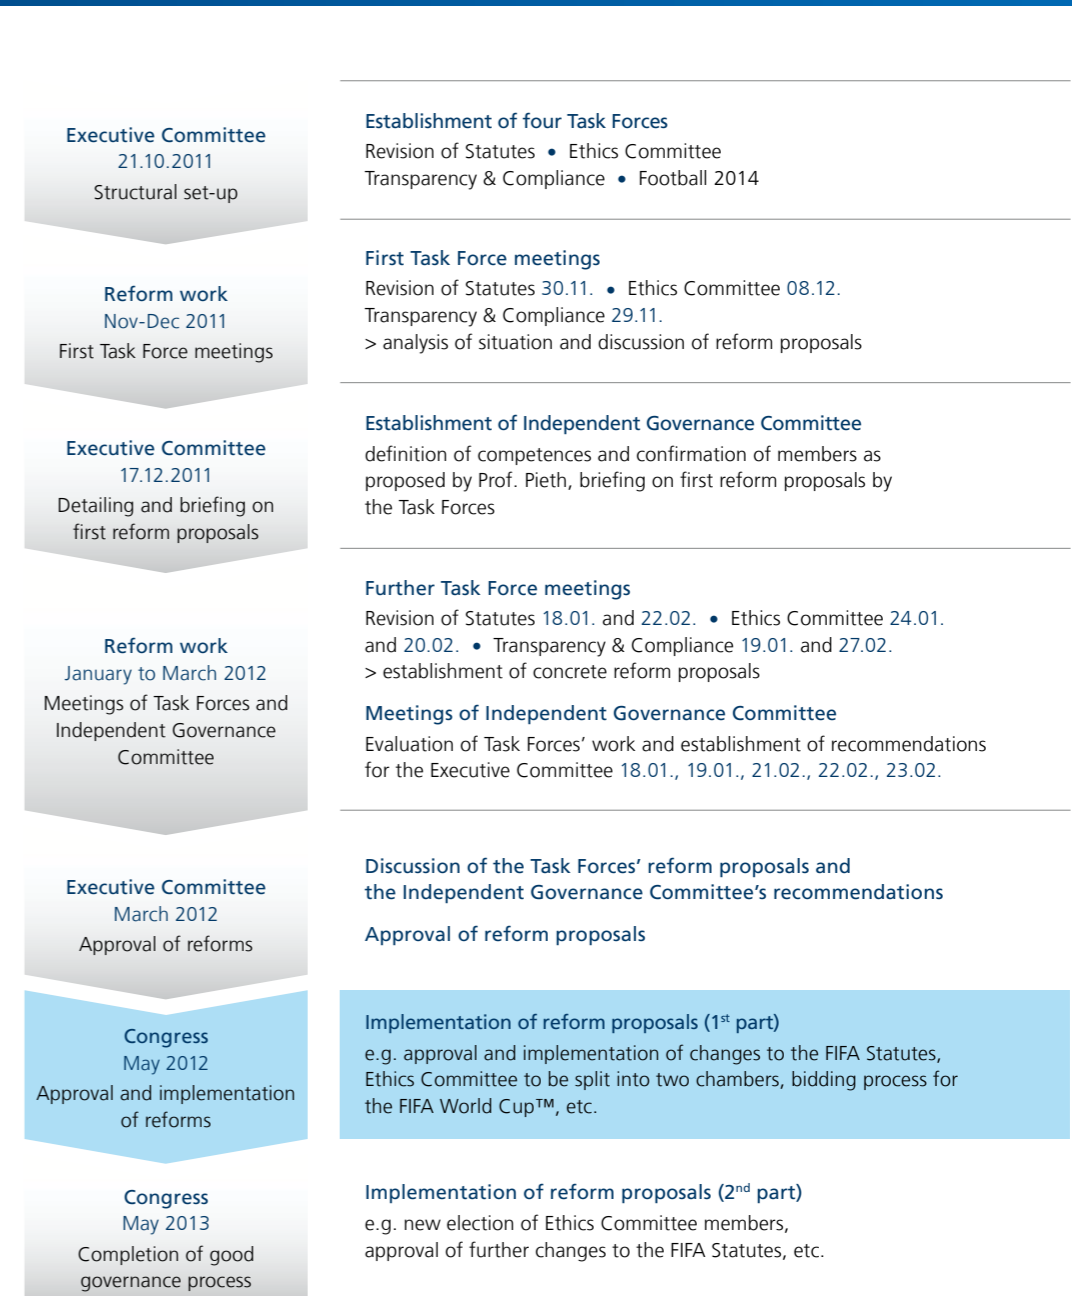 Executive Committee
21.10.2011
Structural set-up
Establishment of four Task Forces
Revision of Statutes • Ethics Committee
Transparency & Compliance • Football 2014
Reform work
Nov-Dec 2011
First Task Force meetings
First Task Force meetings
Revision of Statutes 30.11. • Ethics Committee 08.12.
Transparency & Compliance 29.11.
> analysis of situation and discussion of reform proposals
Executive Committee
17.12.2011
Detailing and briefing on
first reform proposals
Establishment of Independent Governance Committee
definition of competences and confirmation of members as
proposed by Prof. Pieth, briefing on first reform proposals by
the Task Forces
Reform work
January to March 2012
Meetings of Task Forces and
Independent Governance
Committee
Further Task Force meetings
Revision of Statutes 18.01. and 22.02. • Ethics Committee 24.01.
and 20.02. • Transparency & Compliance 19.01. and 27.02.
> establishment of concrete reform proposals
Meetings of Independent Governance Committee
Evaluation of Task Forces’ work and establishment of recommendations
for the Executive Committee 18.01., 19.01., 21.02., 22.02., 23.02.
Executive Committee
March 2012
Approval of reforms
Discussion of the Task Forces’ reform proposals and
the Independent Governance Committee’s recommendations
Approval of reform proposals
Congress
May 2012
Approval and implementation
of reforms
Implementation of reform proposals (1st part)
e.g. approval and implementation of changes to the FIFA Statutes,
Ethics Committee to be split into two chambers, bidding process for
the FIFA World Cup™, etc.
Congress
May 2013
Completion of good
governance process
Implementation of reform proposals (2nd part)
e.g. new election of Ethics Committee members,
approval of further changes to the FIFA Statutes, etc.